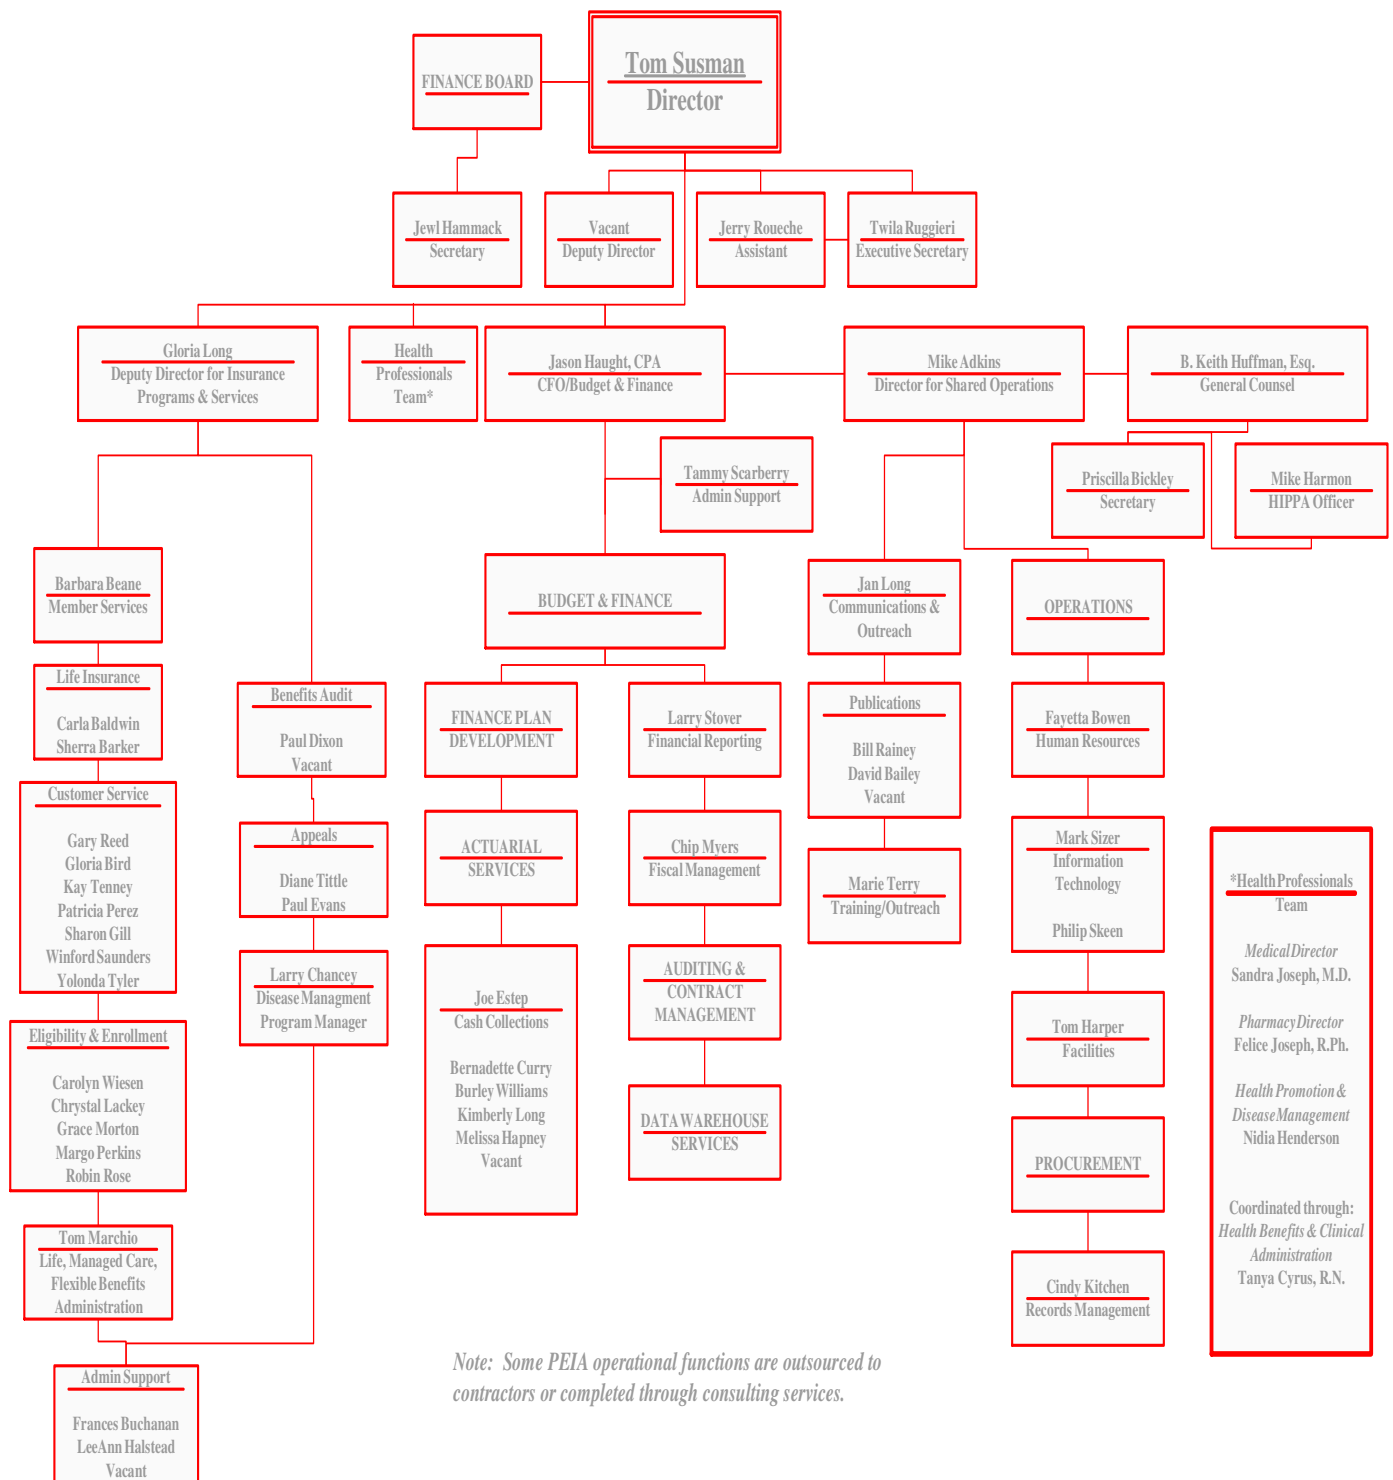 FINANCE BOARD
Tom Susman
Director
Jewl Hammack
Secretary
Vacant
Deputy Director
Jerry Roueche
Assistant
Twila Ruggieri
Executive Secretary
Gloria Long
Deputy Director for Insurance
Programs & Services
Health
Professionals
Team*
Jason Haught, CPA
CFO/Budget & Finance
Mike Adkins
Director for Shared Operations
B. Keith Huffman, Esq.
General Counsel
Tammy Scarberry
Admin Support
Priscilla Bickley
Secretary
Mike Harmon
HIPPA Officer
Barbara Beane
Member Services
Life Insurance
Carla Baldwin
Sherra Barker
Customer Service
Gary Reed
Gloria Bird
Kay Tenney
Patricia Perez
Sharon Gill
Winford Saunders
Yolonda Tyler
Eligibility & Enrollment
Carolyn Wiesen
Chrystal Lackey
Grace Morton
Margo Perkins
Robin Rose
Tom Marchio
Life, Managed Care,
Flexible Benefits
Administration
Admin Support
Frances Buchanan
LeeAnn Halstead
Vacant
Benefits Audit
Paul Dixon
Vacant
Appeals
Diane Tittle
Paul Evans
Larry Chancey
Disease Managment
Program Manager
BUDGET & FINANCE
FINANCE PLAN
DEVELOPMENT
ACTUARIAL
SERVICES
Joe Estep
Cash Collections
Bernadette Curry
Burley Williams
Kimberly Long
Melissa Hapney
Vacant
Larry Stover
Financial Reporting
Chip Myers
Fiscal Management
AUDITING &
CONTRACT
MANAGEMENT
DATA WAREHOUSE
SERVICES
Jan Long
Communications &
Outreach
Publications
Bill Rainey
David Bailey
Vacant
Marie Terry
Training/Outreach
OPERATIONS
Fayetta Bowen
Human Resources
Mark Sizer
Information
Technology
Philip Skeen
Tom Harper
Facilities
PROCUREMENT
Cindy Kitchen
Records Management
*Health Professionals
Team
Medical Director
Sandra Joseph, M.D.
Pharmacy Director
Felice Joseph, R.Ph.
Health Promotion &
Disease Management
Nidia Henderson
Coordinated through:
Health Benefits & Clinical
Administration
Tanya Cyrus, R.N.
Note: Some PEIA operational functions are outsourced to
contractors or completed through consulting services.